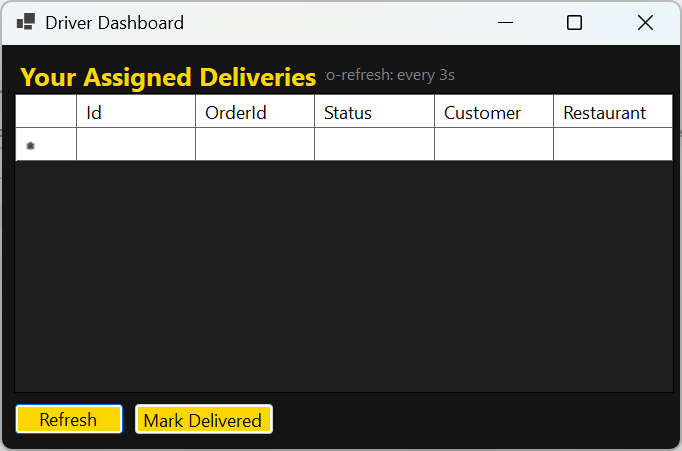 Driver Dashboard
Your Assigned Deliveries o-refresh: every 3s
Id OrderId Status Customer Restaurant
Refresh Mark Delivered